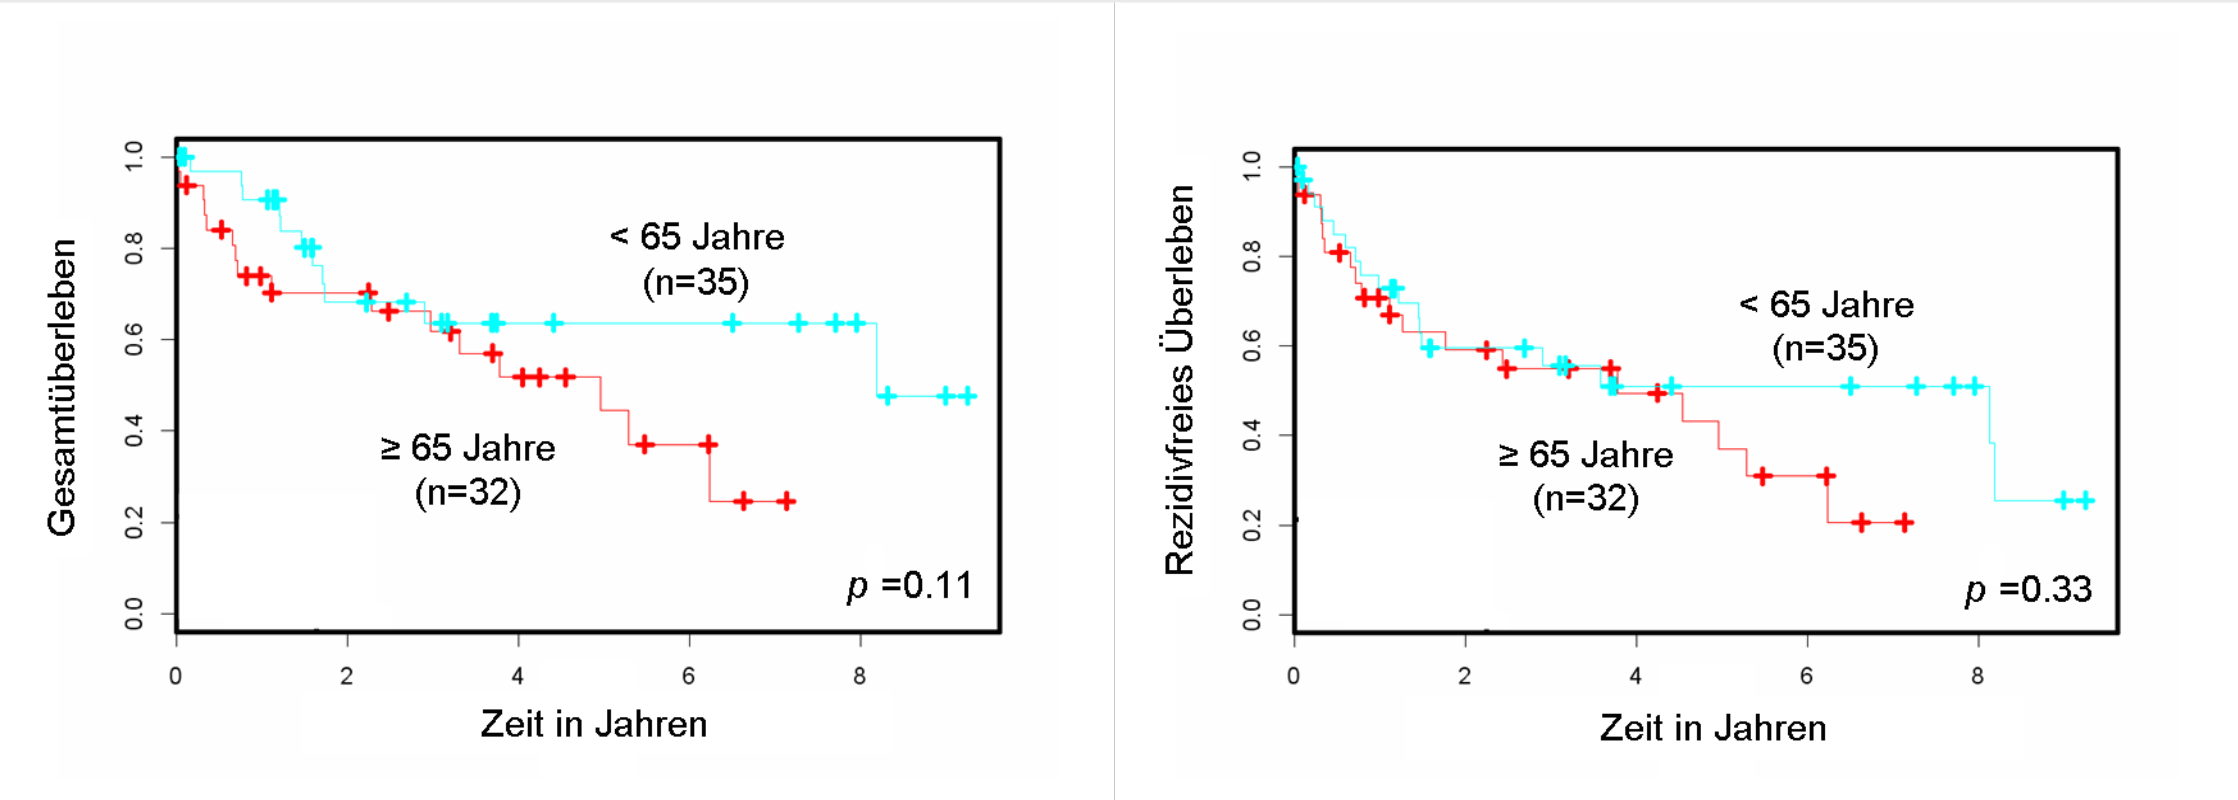 Gesamtüberleben
1.0
0.8
0.6
0.4
0.2
0.0
< 65 Jahre
(n=35)
≥ 65 Jahre
(n=32)
p =0.11
0 2 4 6 8
Zeit in Jahren
Rezidivfreies Überleben
1.0
0.8
0.6
0.4
0.2
0.0
< 65 Jahre
(n=35)
≥ 65 Jahre
(n=32)
p =0.33
0 2 4 6 8
Zeit in Jahren